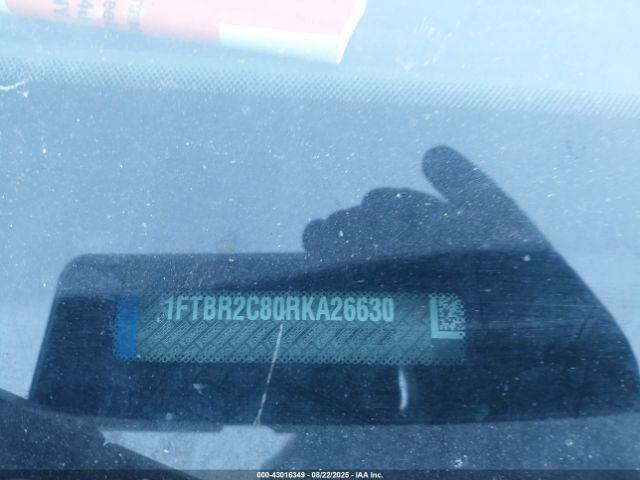 1FTBR2C80RKA26630
000-43016349 - 08/22/2025 - IAA Inc.